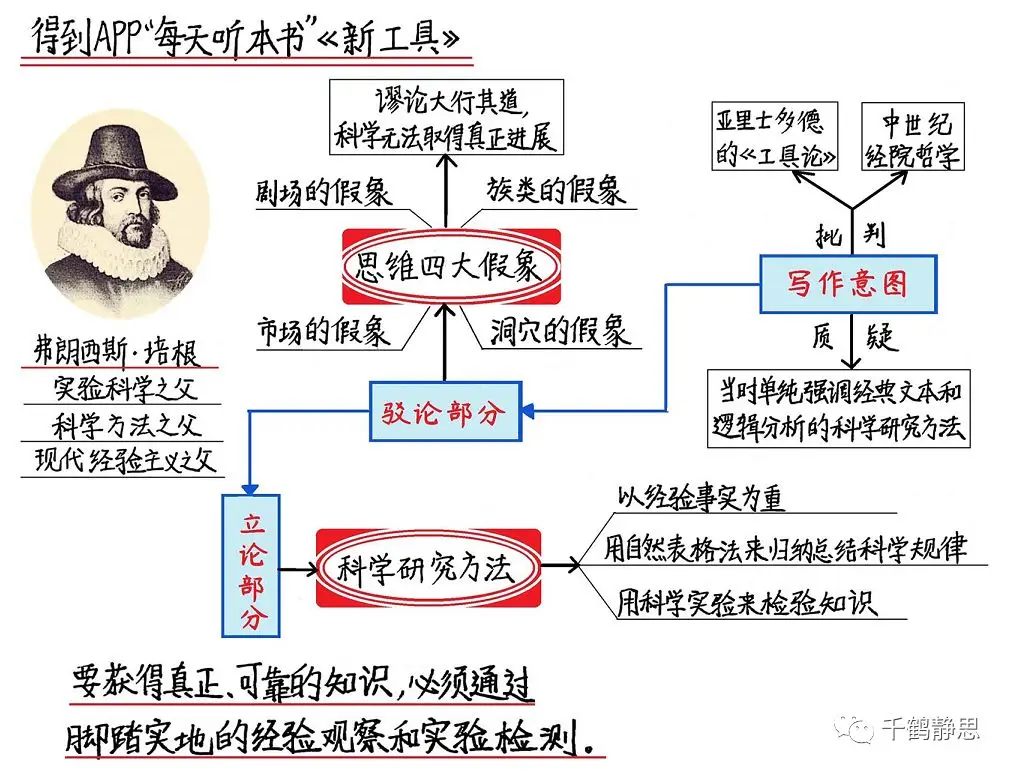 得到APP“每天听本书”《新工具》
谬论大行其道，
科学无法取得真正进展
亚里士多德
的《工具论》
中世纪
经院哲学
剧场的假象
族类的假象
批判
思维四大假象
写作意图
市场的假象
洞穴的假象
质疑
弗朗西斯·培根
实验科学之父
科学方法之父
现代经验主义之父
当时单纯强调经典文本和
逻辑分析的科学研究方法
驳论部分
立论部分
科学研究方法
以经验事实为重
用自然表格法来归纳总结科学规律
用科学实验来检验知识
要获得真正、可靠的知识，必须通过
脚踏实地的经验观察和实验检测。
千鹤静思